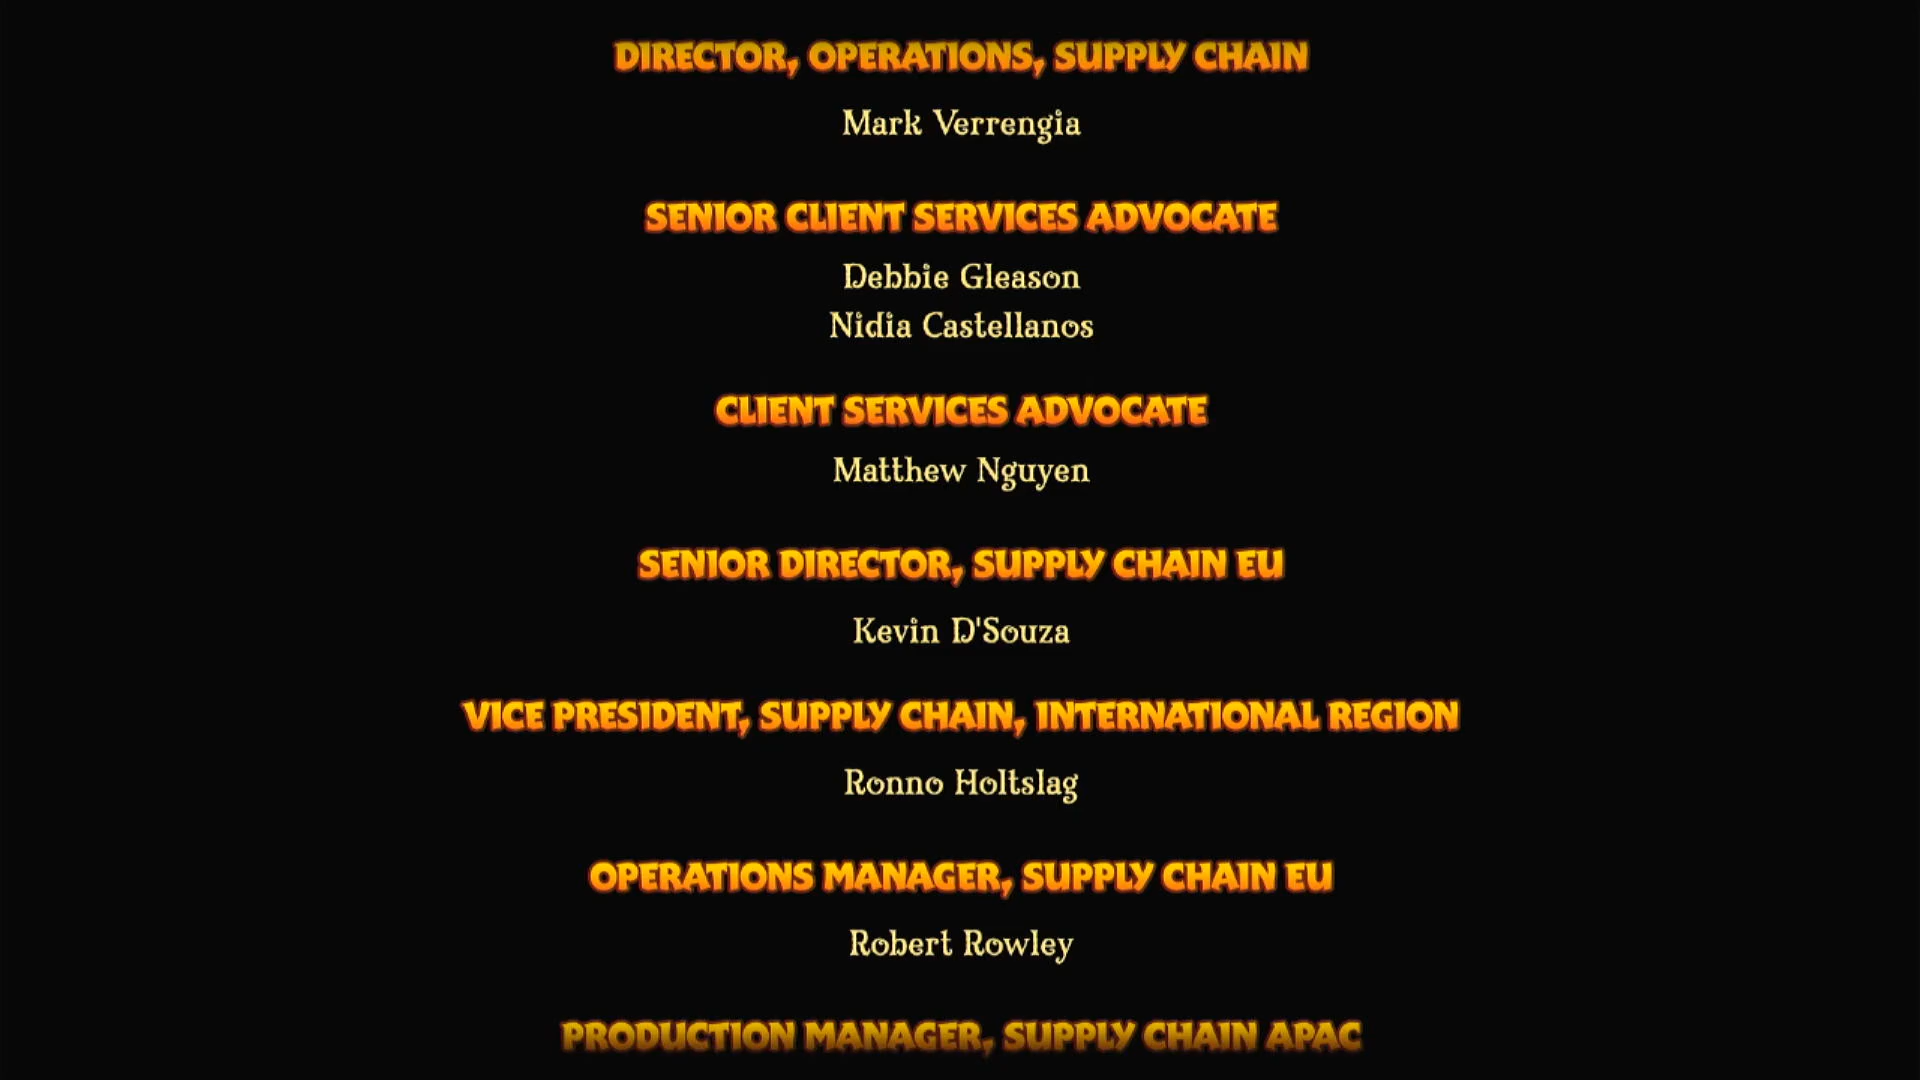 DIRECTOR, OPERATIONS, SUPPLY CHAIN
Mark Verrengia
SENIOR CLIENT SERVICES ADVOCATE
Debbie Gleason
Nidia Castellanos
CLIENT SERVICES ADVOCATE
Matthew Nguyen
SENIOR DIRECTOR, SUPPLY CHAIN EU
Kevin D'Souza
VICE PRESIDENT, SUPPLY CHAIN, INTERNATIONAL REGION
Ronno Holtslag
OPERATIONS MANAGER, SUPPLY CHAIN EU
Robert Rowley
PRODUCTION MANAGER, SUPPLY CHAIN APAC